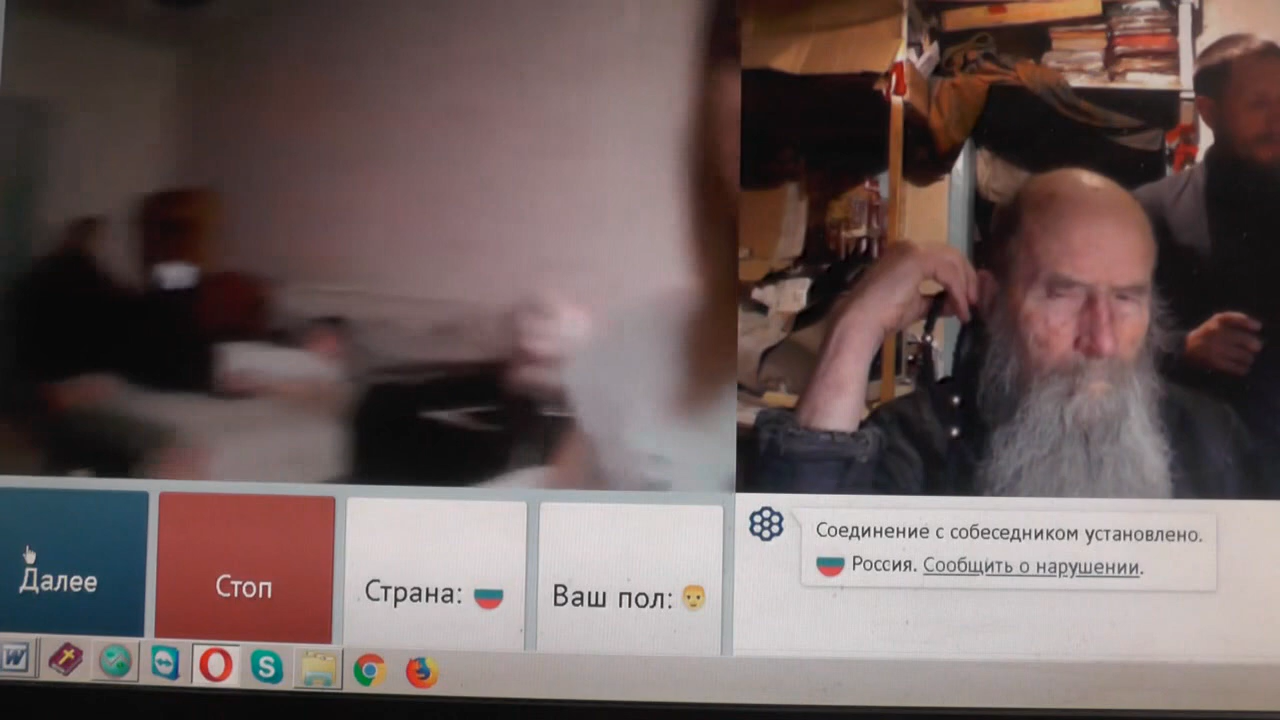 Далее
Стоп
Страна:
Ваш пол:
Соединение с собеседником установлено.
Россия. Сообщить о нарушении.
W
S